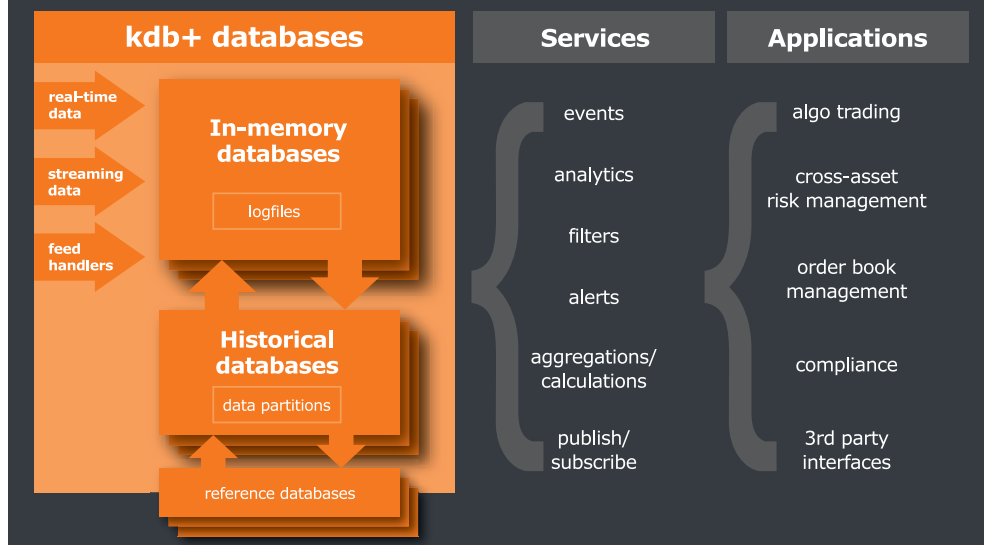 kdb+ databases
real-time
data
streaming
data
feed
handlers
In-memory
databases
logfiles
Historical
databases
data partitions
reference databases
Services
events
analytics
filters
alerts
aggregations/
calculations
publish/
subscribe
Applications
algo trading
cross-asset
risk management
order book
management
compliance
3rd party
interfaces